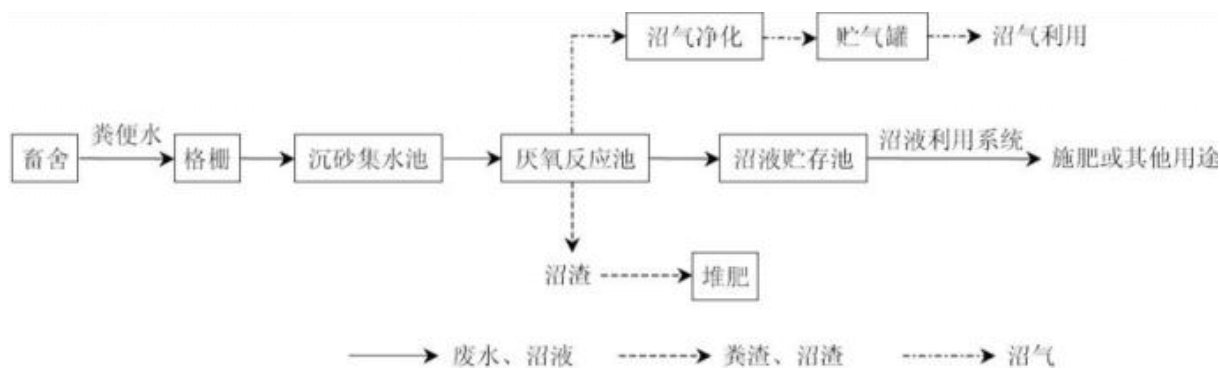 沼气净化
贮气罐
沼气利用
粪便水
沼液利用系统
畜舍
格栅
沉砂集水池
厌氧反应池
沼液贮存池
施肥或其他用途
沼渣
堆肥
废水、沼液
粪渣、沼渣
沼气